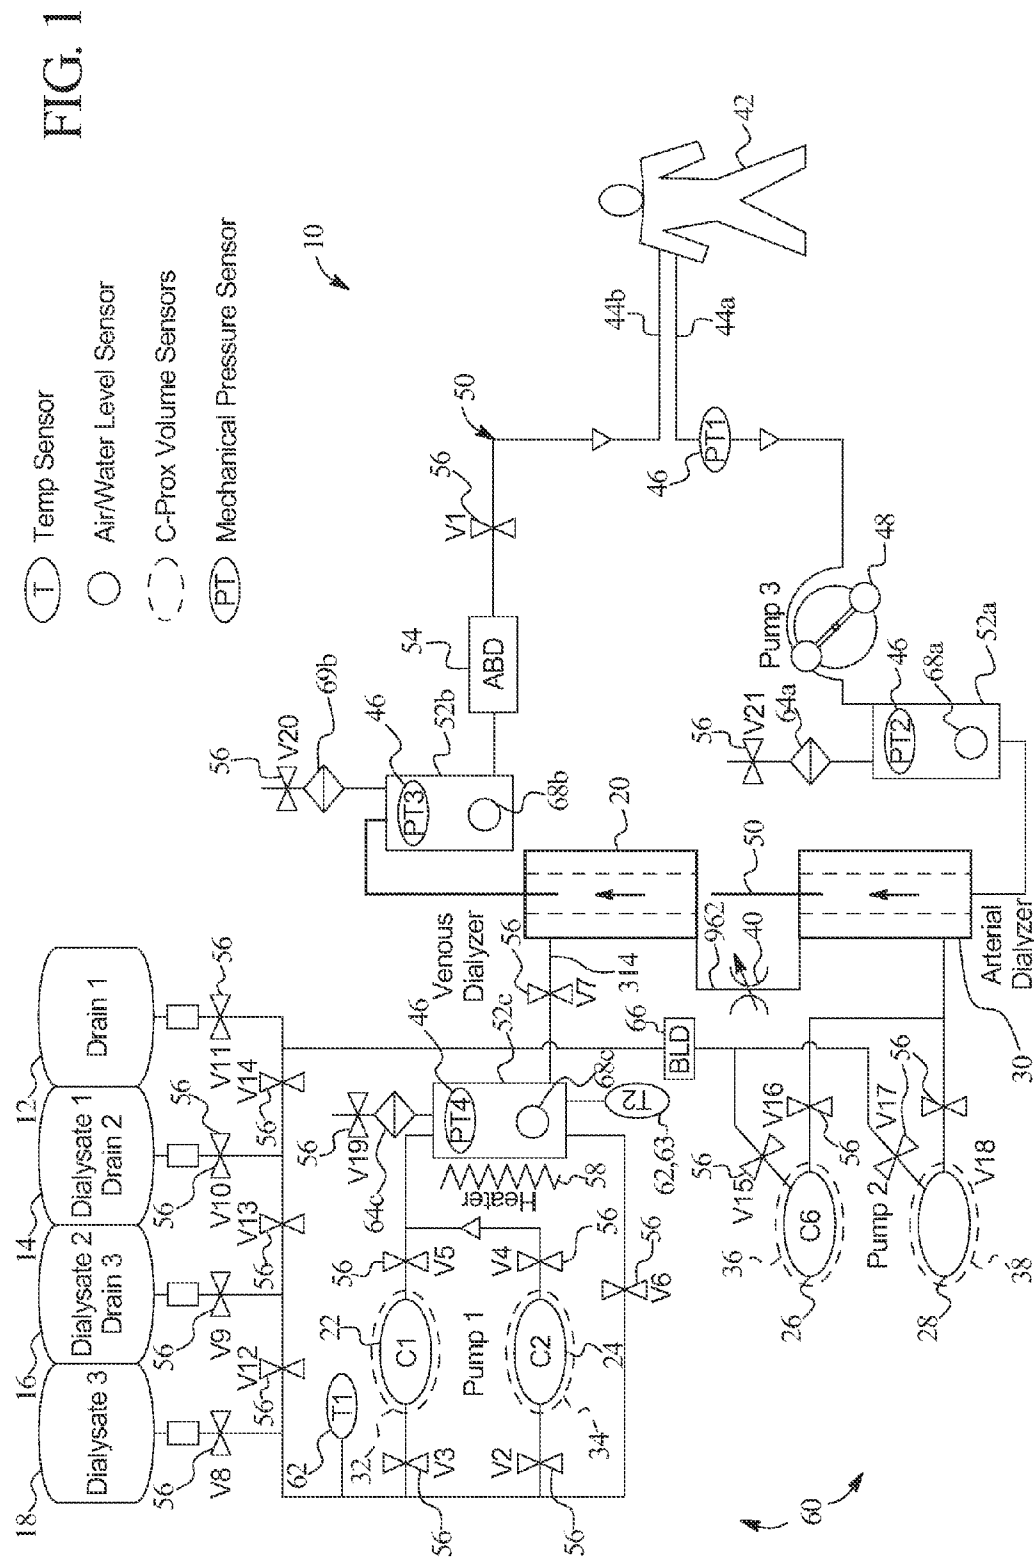 FIG. 1
T Temp Sensor
Air/Water Level Sensor
C-Prox Volume Sensors
PT Mechanical Pressure Sensor
10
18
16
14
12
Dialysate 3
Dialysate 2
Drain 3
Dialysate 1
Drain 2
Drain 1
56
56
56
56
56
56
V8
V9
V10
V11
56
V12
56
V13
56
V14
62
T1
32
22
C1
56
V3
56
V5
Pump 1
34
24
C2
56
V2
V4
56
V6
56
Heater
58
56
V19
64c
46
PT4
52c
68c
62,63
56
V7
314
66
BLD
Venous
Dialyzer
20
56
V20
69b
46
PT3
52b
68b
54
ABD
V1
56
50
44b
44a
42
46
PT1
Pump 3
48
56
V21
64a
46
PT2
68a
52a
50
962
40
Arterial
Dialyzer
30
56
V15
V16
56
V17
56
V18
36
C6
26
Pump 2
28
38
60